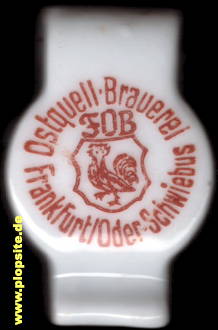 Ostquell·Brauerei
FOB
Frankfurt/Oder-Schwiebus
www.plopsite.de